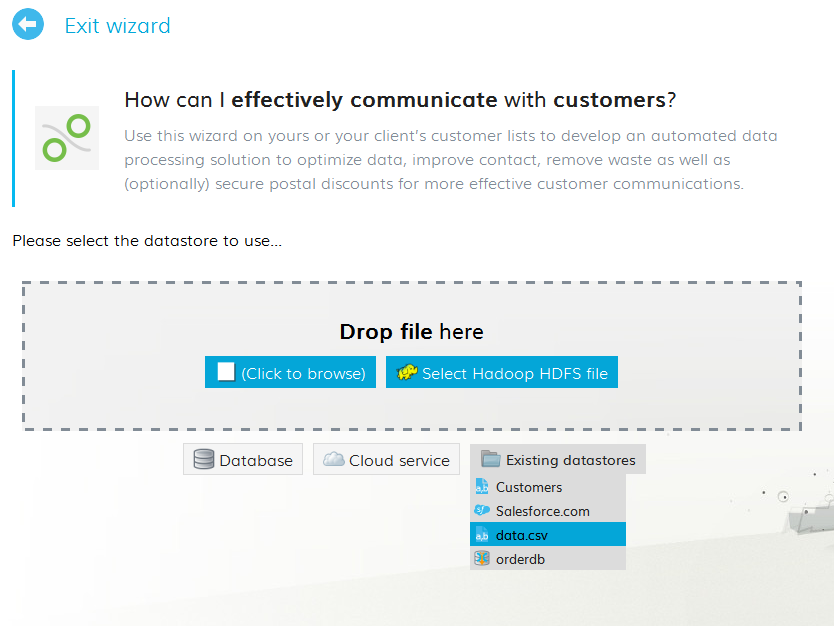 Exit wizard
How can I effectively communicate with customers?
Use this wizard on yours or your client's customer lists to develop an automated data
processing solution to optimize data, improve contact, remove waste as well as
(optionally) secure postal discounts for more effective customer communications.
Please select the datastore to use...
Drop file here
(Click to browse) Select Hadoop HDFS file
Database Cloud service Existing datastores
Customers
Salesforce.com
data.csv
orderdb